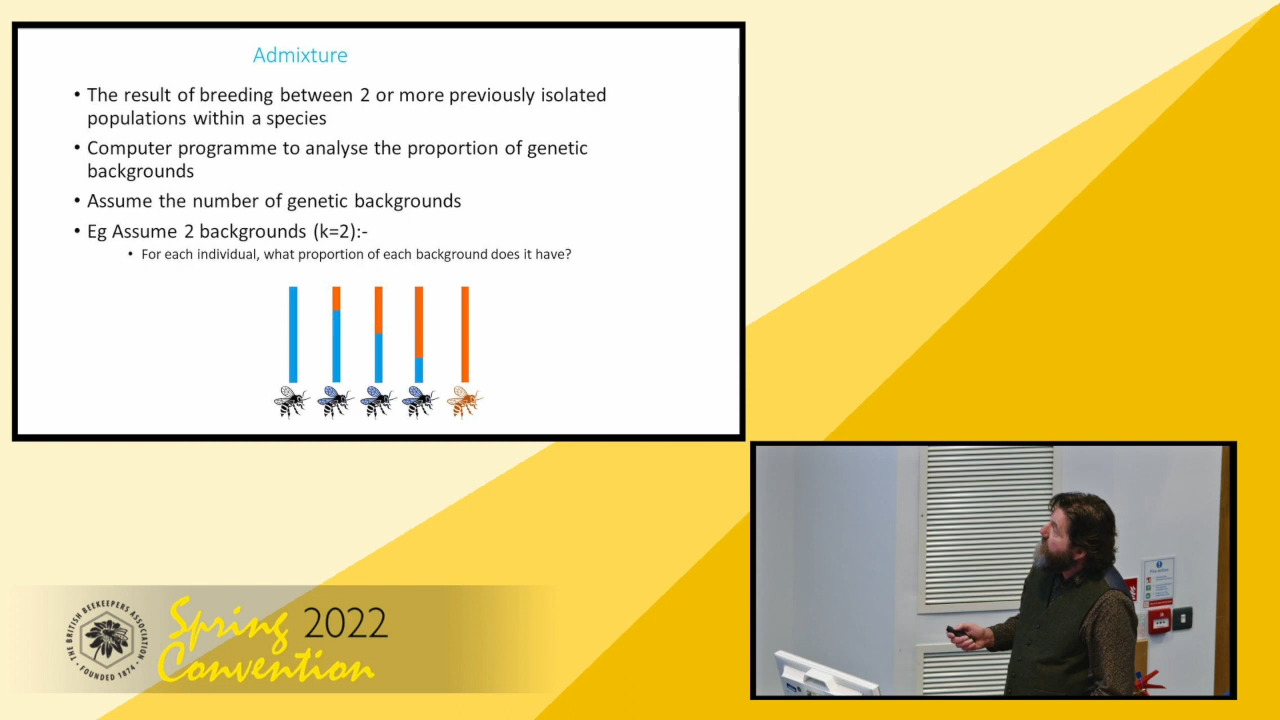 Admixture
• The result of breeding between 2 or more previously isolated
populations within a species
• Computer programme to analyse the proportion of genetic
backgrounds
• Assume the number of genetic backgrounds
• Eg Assume 2 backgrounds (k=2):-
• For each individual, what proportion of each background does it have?
THE BRITISH BEEKEEPERS ASSOCIATION
• FOUNDED 1874 •
Spring 2022
Convention
Fire action